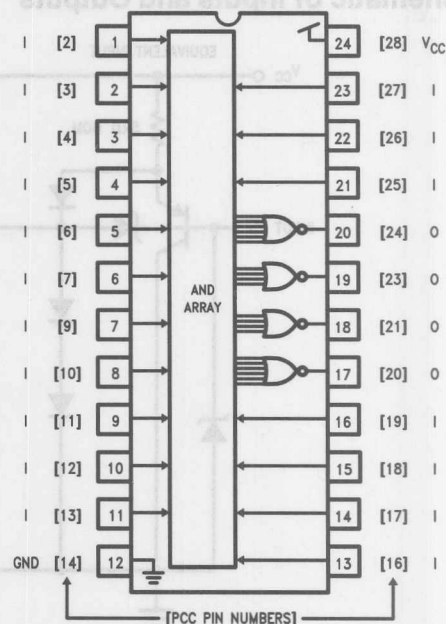 I [2] 1 24 [28] VCC
I [3] 2 23 [27] I
I [4] 3 22 [26] I
I [5] 4 21 [25] I
I [6] 5 20 [24] O
I [7] 6 19 [23] O
AND
ARRAY
I [9] 7 18 [21] O
I [10] 8 17 [20] O
I [11] 9 16 [19] I
I [12] 10 15 [18] I
I [13] 11 14 [17] I
GND [14] 12 13 [16] I
[PCC PIN NUMBERS]